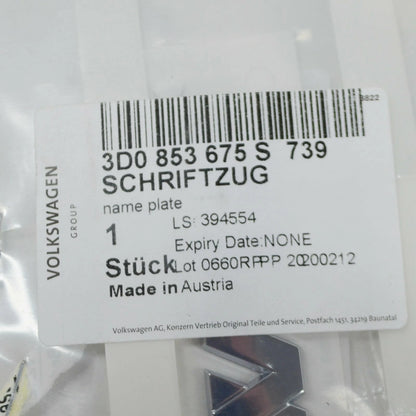 8822
3D0 853 675 S 739
SCHRIFTZUG
name plate
1
LS: 394554
Expiry Date:NONE
Stück
Lot 0660RPPP 20200212
Made in Austria
VOLKSWAGEN
GROUP
Volkswagen AG, Konzern Vertrieb Original Teile und Service, Postfach 1451, 34219 Baunatal